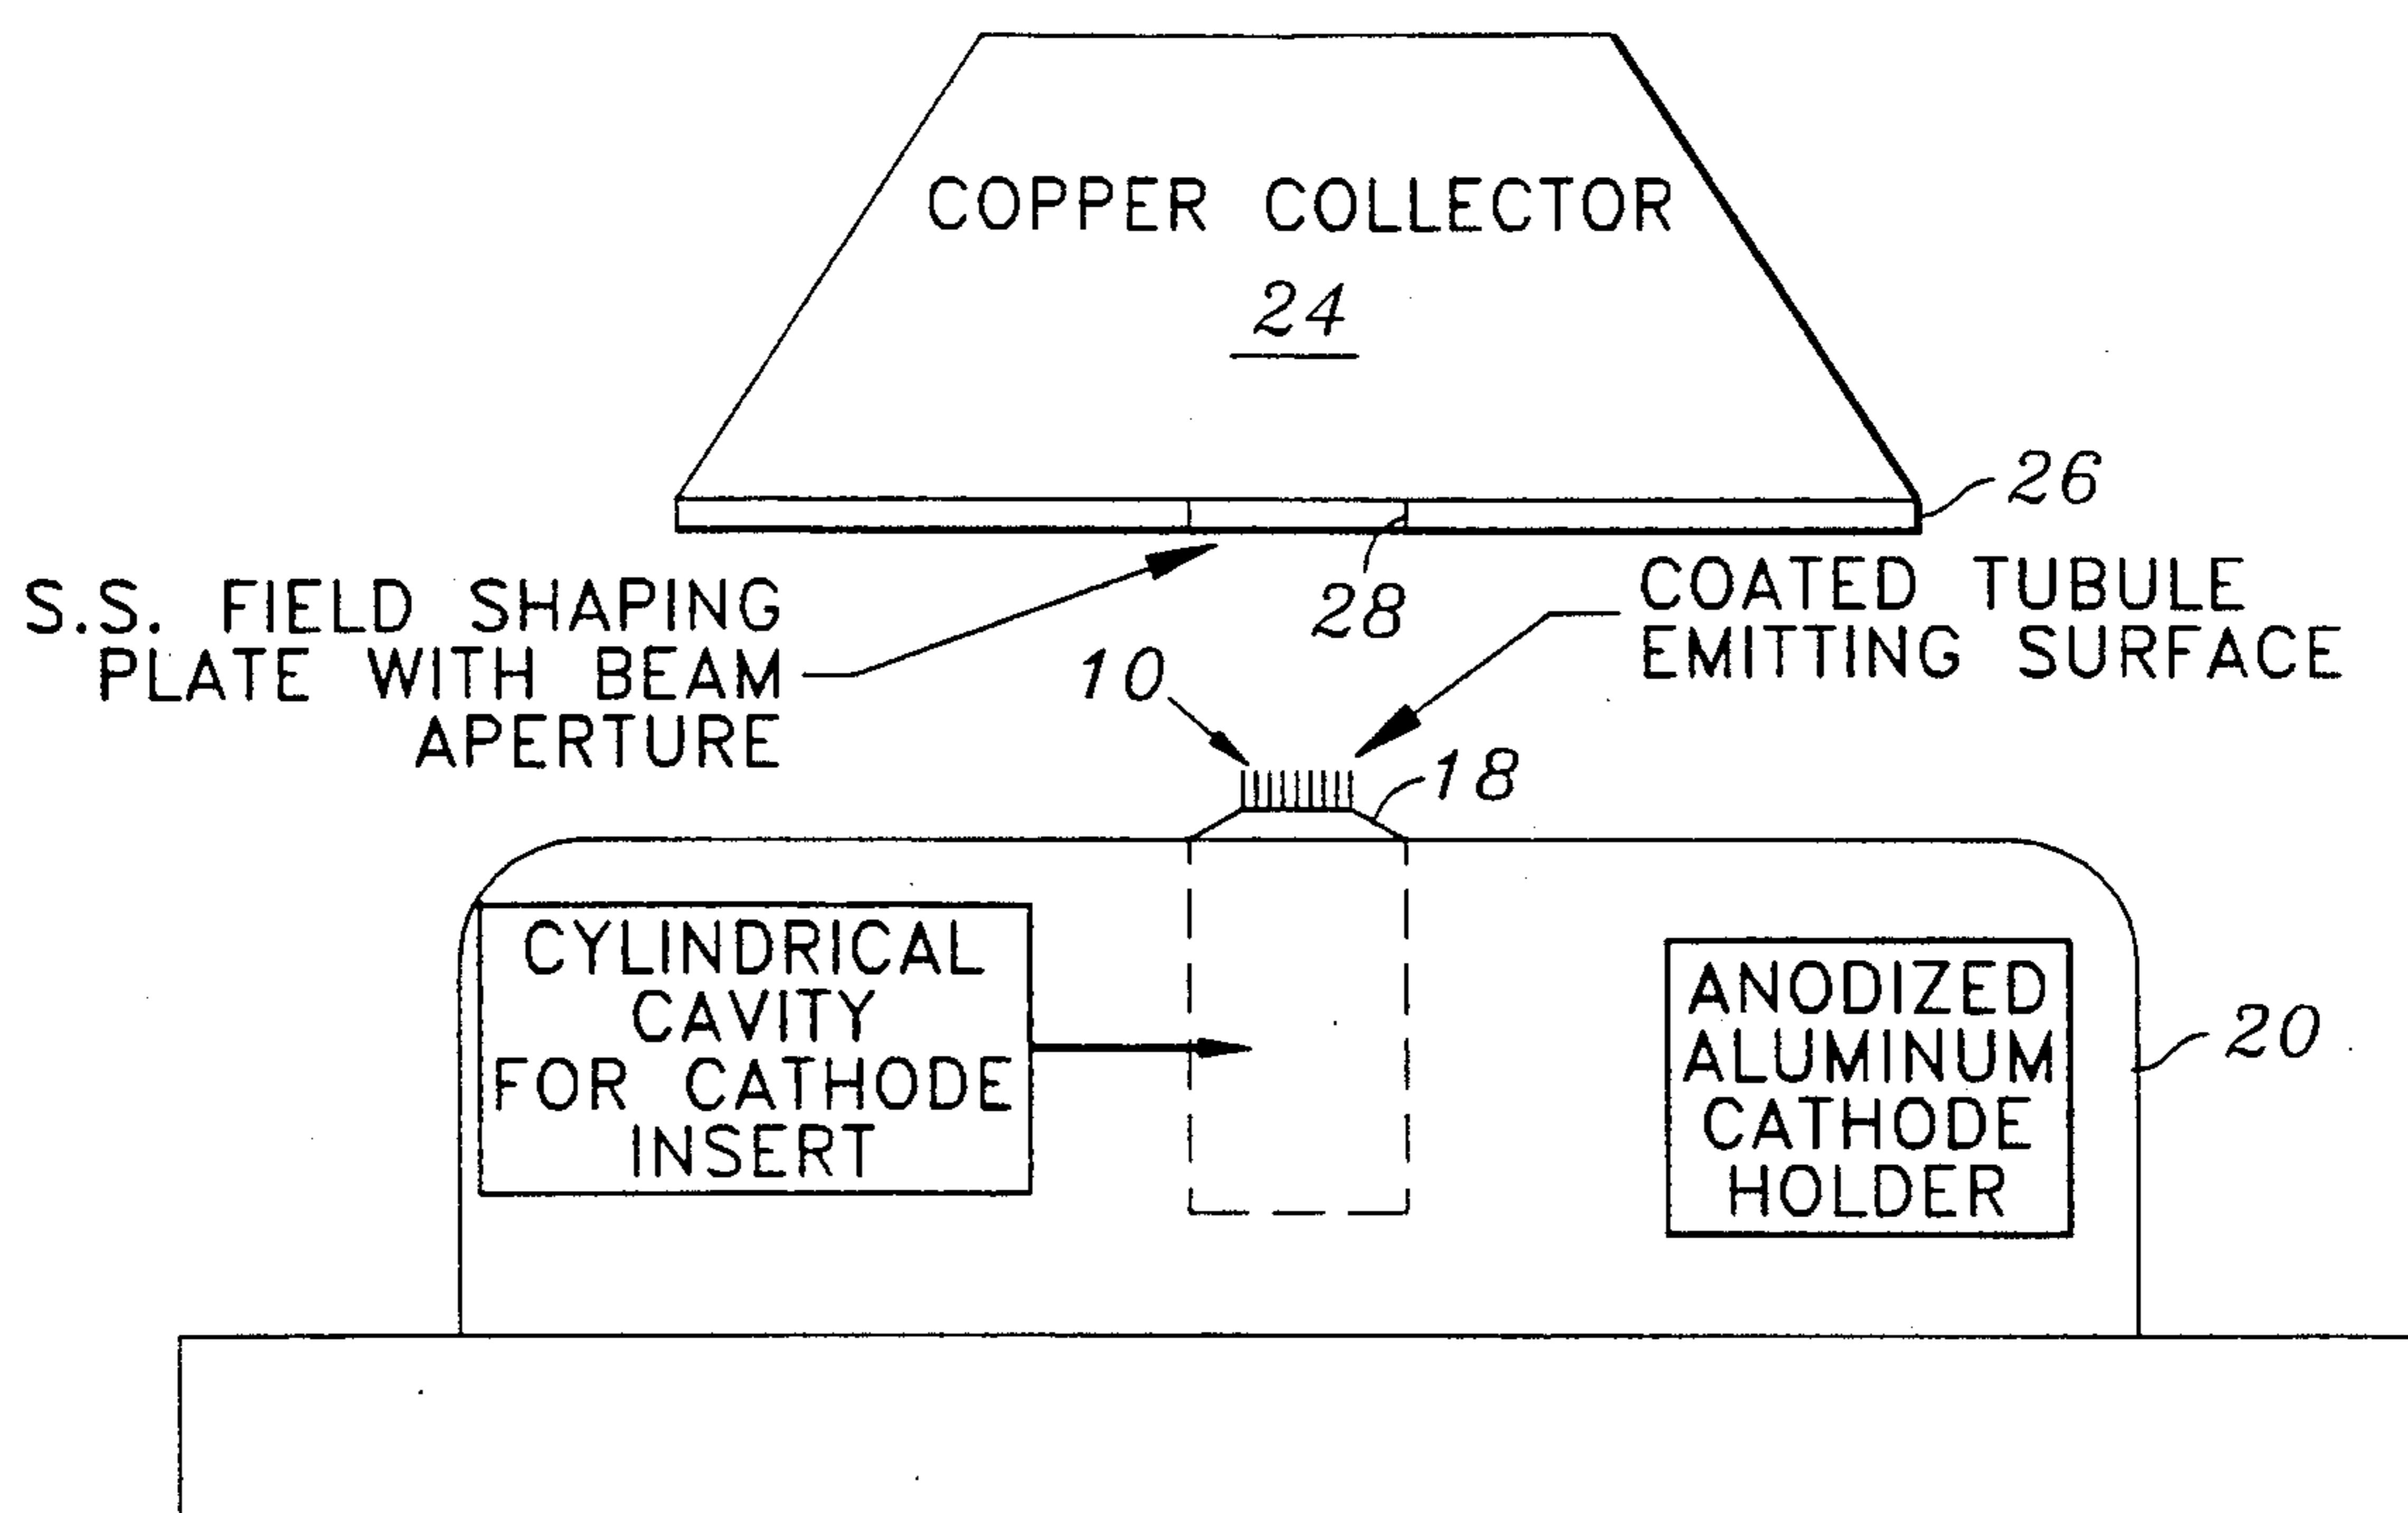 COPPER COLLECTOR
24
26
S.S. FIELD SHAPING
PLATE WITH BEAM
APERTURE
28
COATED TUBULE
EMITTING SURFACE
10
18
CYLINDRICAL
CAVITY
FOR CATHODE
INSERT
ANODIZED
ALUMINUM
CATHODE
HOLDER
20